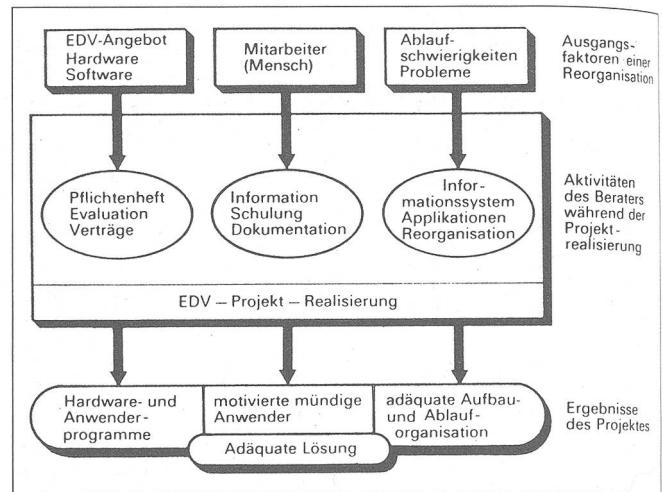 EDV-Angebot
Hardware
Software
Mitarbeiter
(Mensch)
Ablauf-
schwierigkeiten
Probleme
Ausgangs-
faktoren einer
Reorganisation
Pflichtenheft
Evaluation
Verträge
Information
Schulung
Dokumentation
Infor-
mationssystem
Applikationen
Reorganisation
Aktivitäten
des Beraters
während der
Projekt-
realisierung
EDV – Projekt – Realisierung
Hardware- und
Anwender-
programme
motivierte mündige
Anwender
adäquate Aufbau-
und Ablauf-
organisation
Ergebnisse
des Projektes
Adäquate Lösung